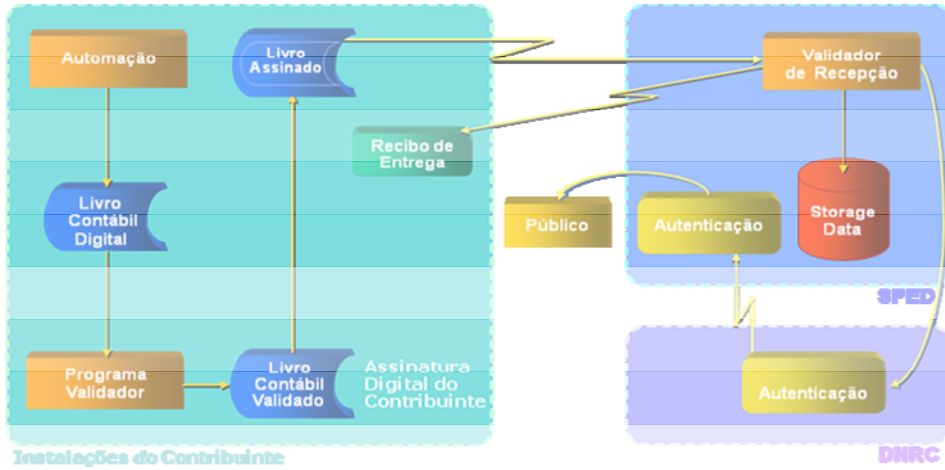 Automação
Livro
Assinado
Validador
de Recepção
Recibo de
Entrega
Livro
Contábil
Digital
Público
Autenticação
Storage
Data
SPED
Programa
Validador
Livro
Contábil
Validado
Assinatura
Digital do
Contribuinte
Autenticação
Instalações do Contribuinte
DNRC